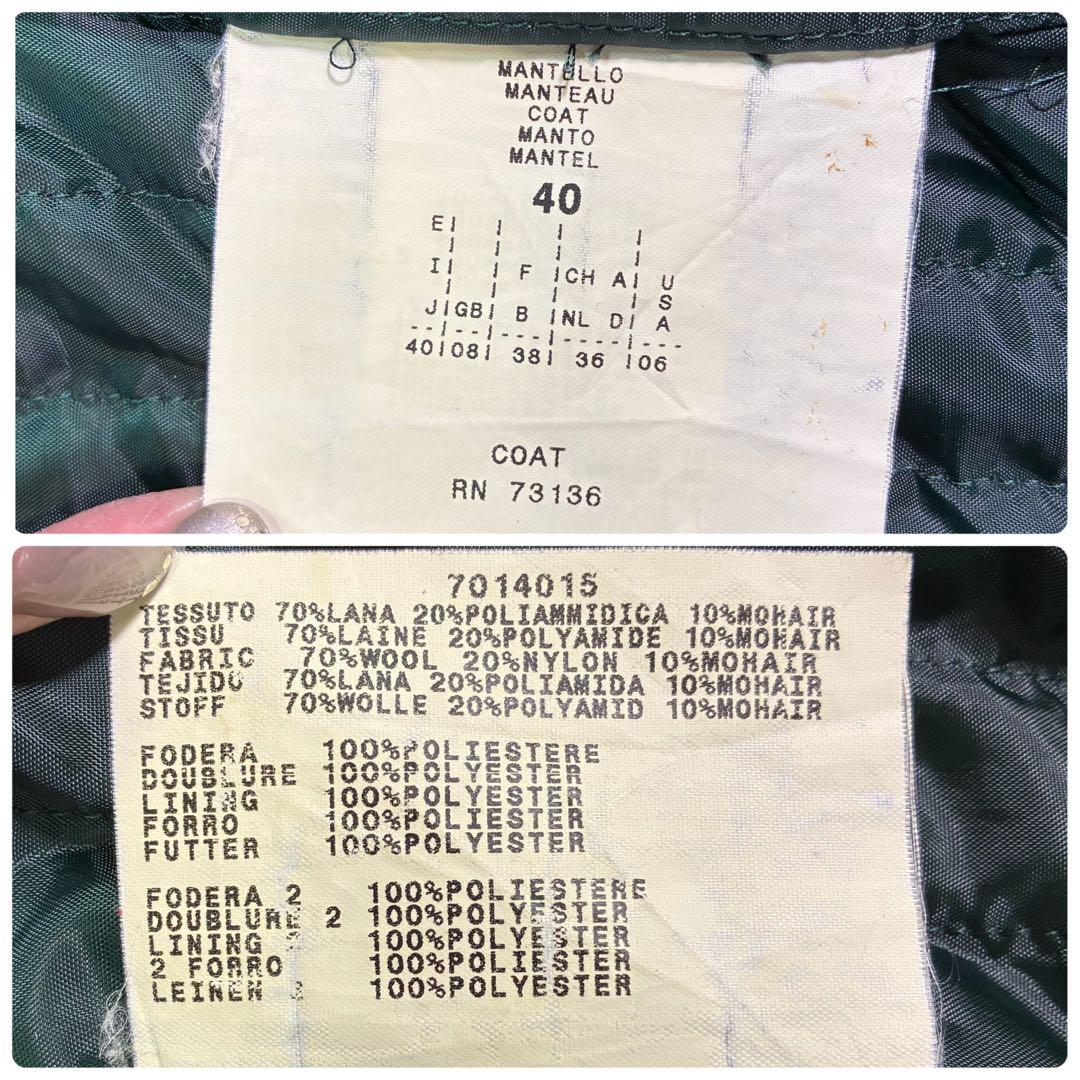 MANTELLO
MANTEAU
COAT
MANTO
MANTEL
40
E| | | |
I| | F |CH A| U
S
J|GB| B |NL D| A
40|08| 38| 36 |06
COAT
RN 73136
7014015
TESSUTO 70%LANA 20%POLIAMMIDICA 10%MOHAIR
TISSU 70%LAINE 20%POLYAMIDE 10%MOHAIR
FABRIC 70%WOOL 20%NYLON 10%MOHAIR
TEJIDO 70%LANA 20%POLIAMIDA 10%MOHAIR
STOFF 70%WOLLE 20%POLYAMID 10%MOHAIR
FODERA 100%POLIESTERE
DOUBLURE 100%POLYESTER
LINING 100%POLYESTER
FORRO 100%POLIESTER
FUTTER 100%POLYESTER
FODERA 2 100%POLIESTERE
DOUBLURE 2 100%POLYESTER
LINING 2 100%POLYESTER
2 FORRO 100%POLIESTER
LEINEN 2 100%POLYESTER